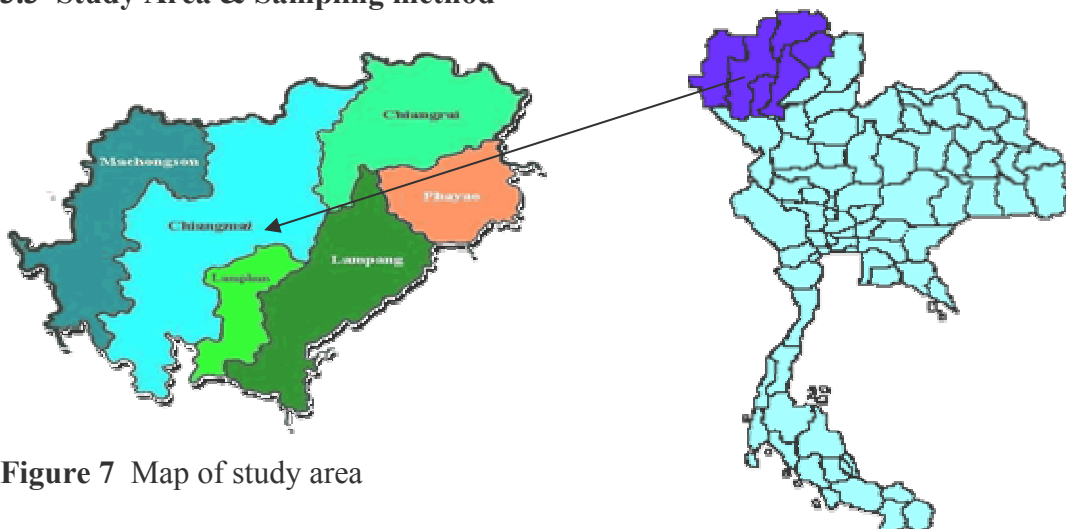 3.3 Study Area & Sampling method
Chiangrai
Maehongson
Phayao
Chiangmai
Lampang
Lamphun
Figure 7 Map of study area